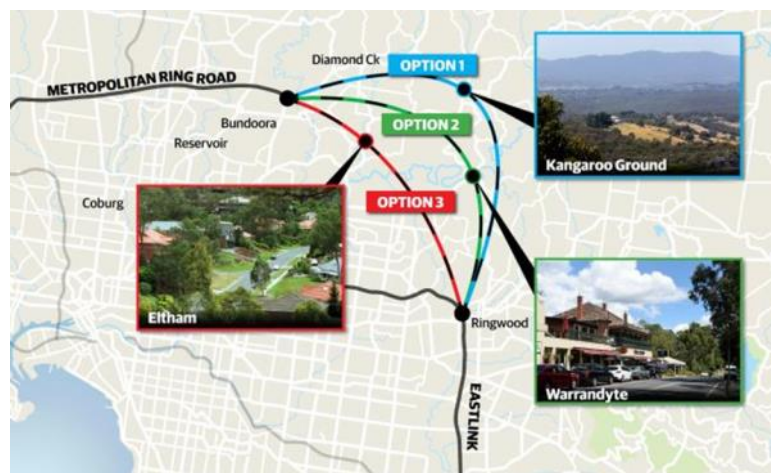 Diamond Ck
OPTION 1
METROPOLITAN RING ROAD
Bundoora
OPTION 2
Reservoir
Kangaroo Ground
Coburg
OPTION 3
Eltham
Ringwood
EASTLINK
Warrandyte